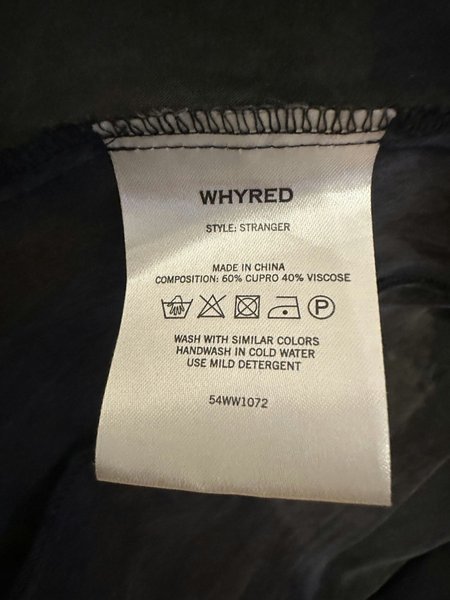 WHYRED
STYLE: STRANGER
MADE IN CHINA
COMPOSITION: 60% CUPRO 40% VISCOSE
P
WASH WITH SIMILAR COLORS
HANDWASH IN COLD WATER
USE MILD DETERGENT
54WW1072